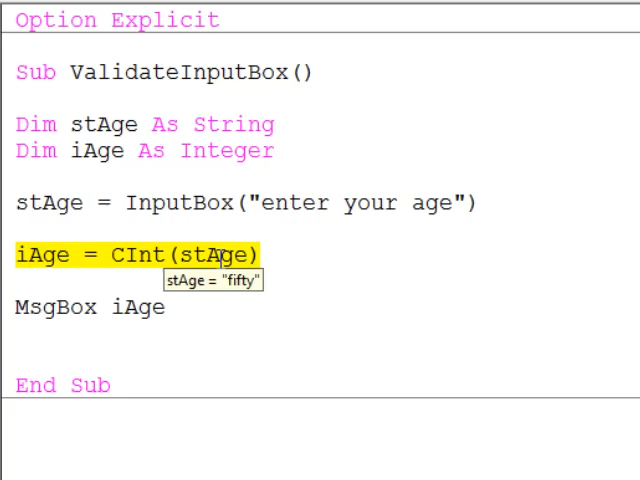 Option Explicit
Sub ValidateInputBox()
Dim stAge As String
Dim iAge As Integer
stAge = InputBox("enter your age")
iAge = CInt(stAge)
stAge = "fifty"
MsgBox iAge
End Sub